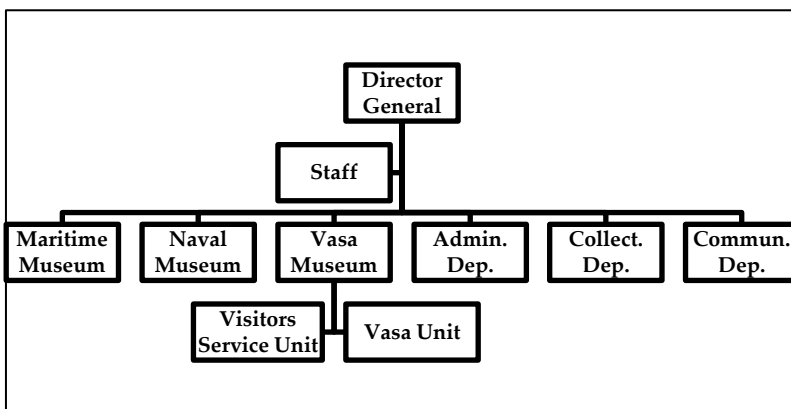 Director
General
Staff
Maritime
Museum
Naval
Museum
Vasa
Museum
Admin.
Dep.
Collect.
Dep.
Commun.
Dep.
Visitors
Service Unit
Vasa Unit